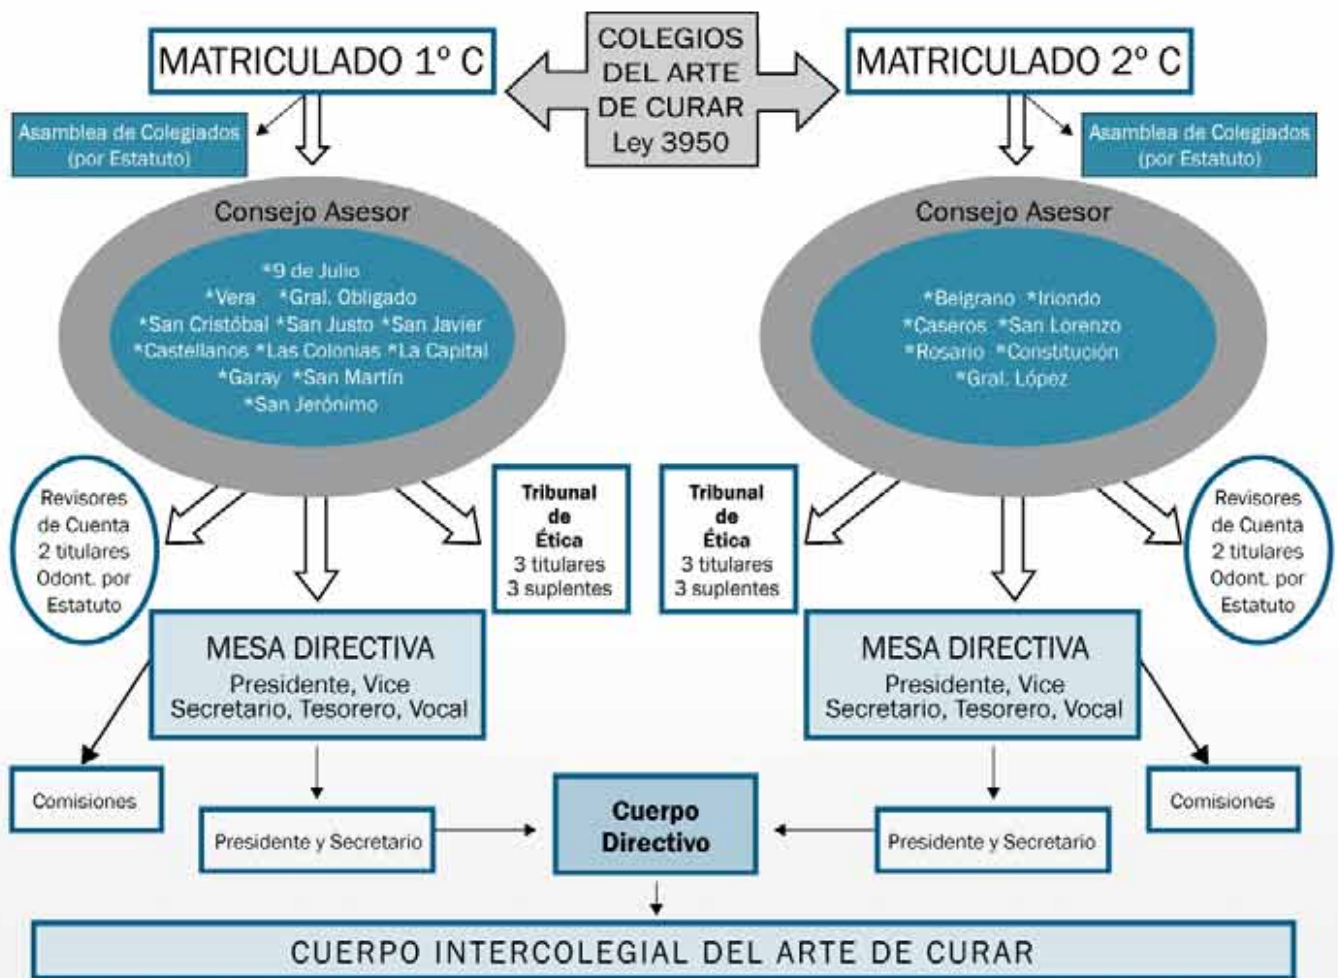 MATRICULADO 1º C
COLEGIOS
DEL ARTE
DE CURAR
Ley 3950
MATRICULADO 2º C
Asamblea de Colegiados
(por Estatuto)
Asamblea de Colegiados
(por Estatuto)
Consejo Asesor
*9 de Julio
*Vera *Gral. Obligado
*San Cristóbal *San Justo *San Javier
*Castellanos *Las Colonias *La Capital
*Garay *San Martín
*San Jerónimo
Consejo Asesor
*Belgrano *Iriondo
*Caseros *San Lorenzo
*Rosario *Constitución
*Gral. López
Revisores
de Cuenta
2 titulares
Odont. por
Estatuto
Tribunal
de
Ética
3 titulares
3 suplentes
Tribunal
de
Ética
3 titulares
3 suplentes
Revisores
de Cuenta
2 titulares
Odont. por
Estatuto
MESA DIRECTIVA
Presidente, Vice
Secretario, Tesorero, Vocal
MESA DIRECTIVA
Presidente, Vice
Secretario, Tesorero, Vocal
Comisiones
Presidente y Secretario
Cuerpo
Directivo
Presidente y Secretario
Comisiones
CUERPO INTERCOLEGIAL DEL ARTE DE CURAR